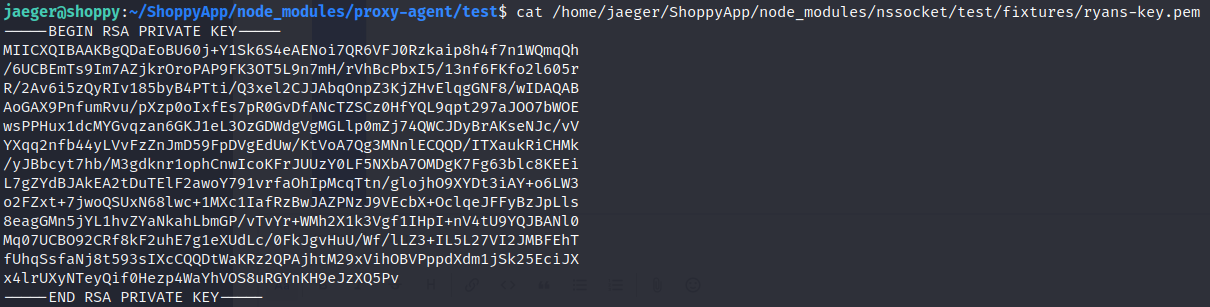 jaeger@shoppy:~/ShoppyApp/node_modules/proxy-agent/test$ cat /home/jaeger/ShoppyApp/node_modules/nssocket/test/fixtures/ryans-key.pem
-----BEGIN RSA PRIVATE KEY-----
MIICXQIBAAKBgQDaEoBU60j+Y1Sk6S4eAENoi7QR6VFJ0Rzkaip8h4f7n1WQmqQh
/6UCBEmTs9Im7AZjkrOroPAP9FK3OT5L9n7mH/rVhBcPbxI5/13nf6FKfo2l605r
R/2Av6i5zQyRIv185byB4PTti/Q3xel2CJJAbqOnpZ3KjZHvElqgGNF8/wIDAQAB
AoGAX9PnfumRvu/pXzp0oIxfEs7pR0GvDfANcTZSCz0HfYQL9qpt297aJOO7bWOE
wsPPHux1dcMYGvqzan6GKJ1eL3OzGDWdgVgMGLlp0mZj74QWCJDyBrAKseNJc/vV
YXqq2nfb44yLVvFzZnJmD59FpDVgEdUw/KtVoA7Qg3MNnlECQQD/ITXaukRiCHMk
/yJBbcyt7hb/M3gdknr1ophCnwIcoKFrJUUzY0LF5NXbA7OMDgK7Fg63blc8KEEi
L7gZYdBJAkEA2tDuTElF2awoY791vrfaOhIpMcqTtn/glojhO9XYDt3iAY+o6LW3
o2FZxt+7jwoQSUxN68lwc+1MXc1IafRzBwJAZPNzJ9VEcbX+OclqeJFFyBzJpLls
8eagGMn5jYL1hvZYaNkahLbmGP/vTvYr+WMh2X1k3Vgf1IHpI+nV4tU9YQJBANl0
Mq07UCBO92CRf8kF2uhE7g1eXUdLc/0FkJgvHuU/Wf/lLZ3+IL5L27VI2JMBFEhT
fUhqSsfaNj8t593sIXcCQQDtWaKRz2QPAjhtM29xVihOBVPppdXdm1jSk25EciJX
x4lrUXyNTeyQif0Hezp4WaYhVOS8uRGYnKH9eJzXQ5Pv
-----END RSA PRIVATE KEY-----